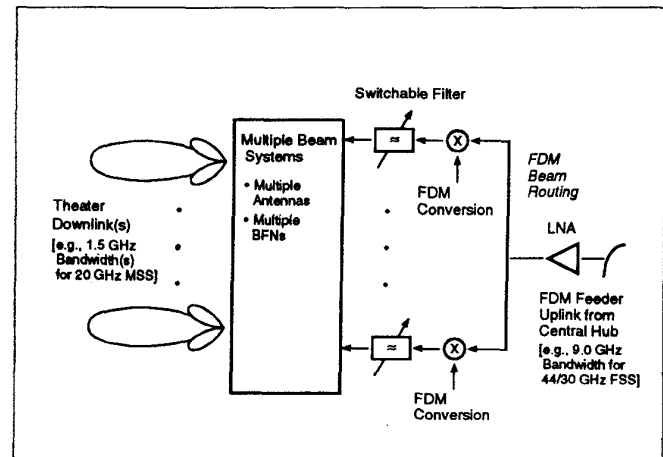 Switchable Filter
Multiple Beam
Systems
• Multiple
Antennas
• Multiple
BFNs
≈
X
FDM
Conversion
FDM
Beam
Routing
Theater
Downlink(s)
[e.g., 1.5 GHz
Bandwidth(s)
for 20 GHz MSS]
LNA
FDM Feeder
Uplink from
Central Hub
[e.g., 9.0 GHz
Bandwidth for
44/30 GHz FSS]
≈
X
FDM
Conversion